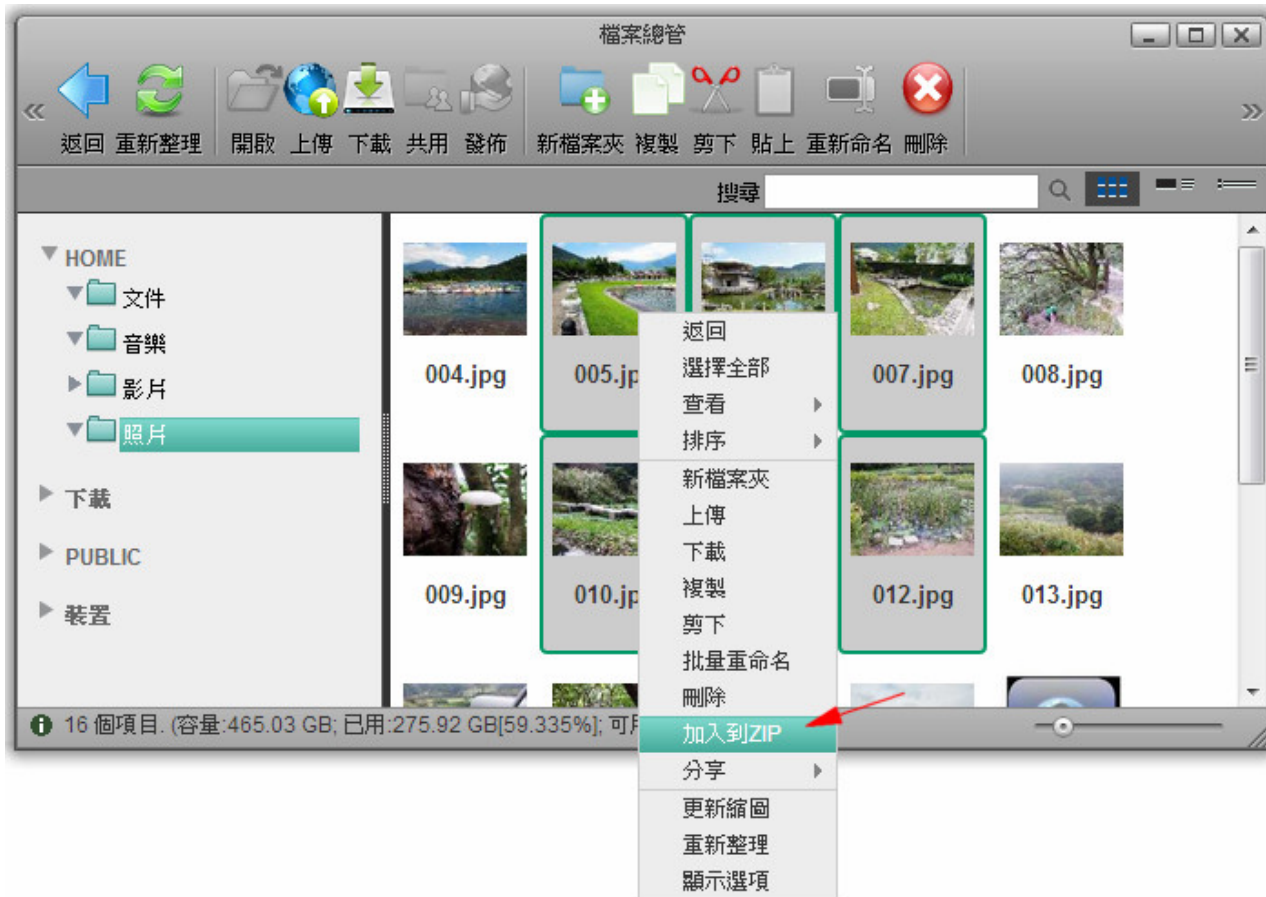 檔案總管
返回 重新整理 開啟 上傳 下載 共用 發佈 新檔案夾 複製 剪下 貼上 重新命名 刪除
搜尋
HOME
文件
音樂
影片
照片
下載
PUBLIC
裝置
004.jpg 005.jp 007.jpg 008.jpg
009.jpg 010.jp 012.jpg 013.jpg
返回
選擇全部
查看
排序
新檔案夾
上傳
下載
複製
剪下
批量重命名
刪除
加入到ZIP
分享
更新縮圖
重新整理
顯示選項
16 個項目. (容量:465.03 GB; 已用:275.92 GB[59.335%]; 可